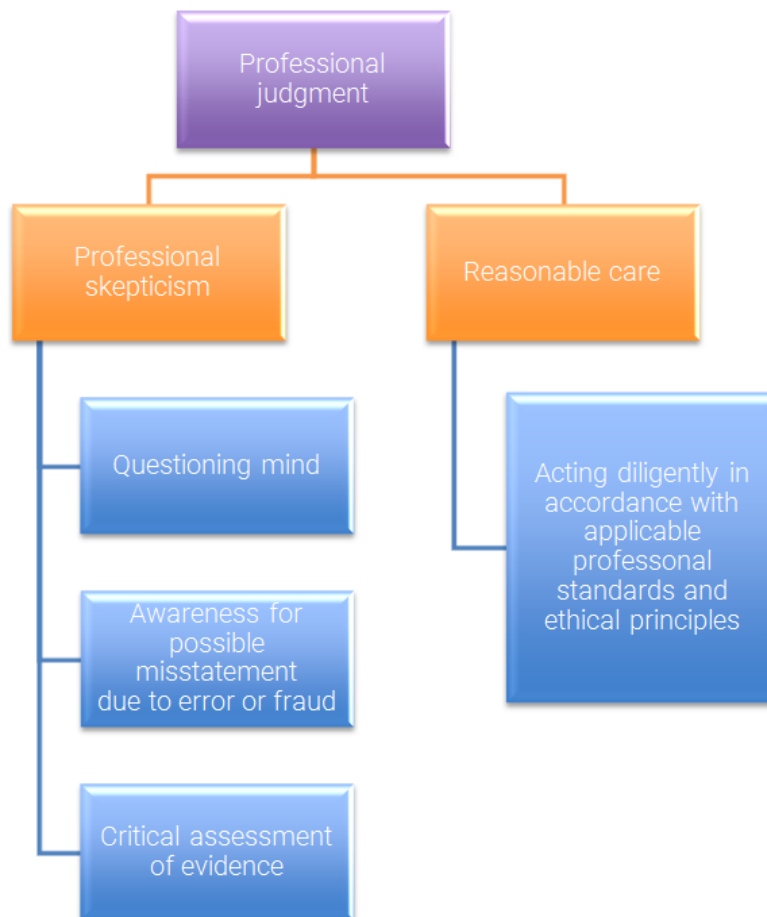 Professional
judgment
Professional
skepticism
Reasonable care
Questioning mind
Awareness for
possible
misstatement
due to error or fraud
Critical assessment
of evidence
Acting diligently in
accordance with
applicable
professonal
standards and
ethical principles